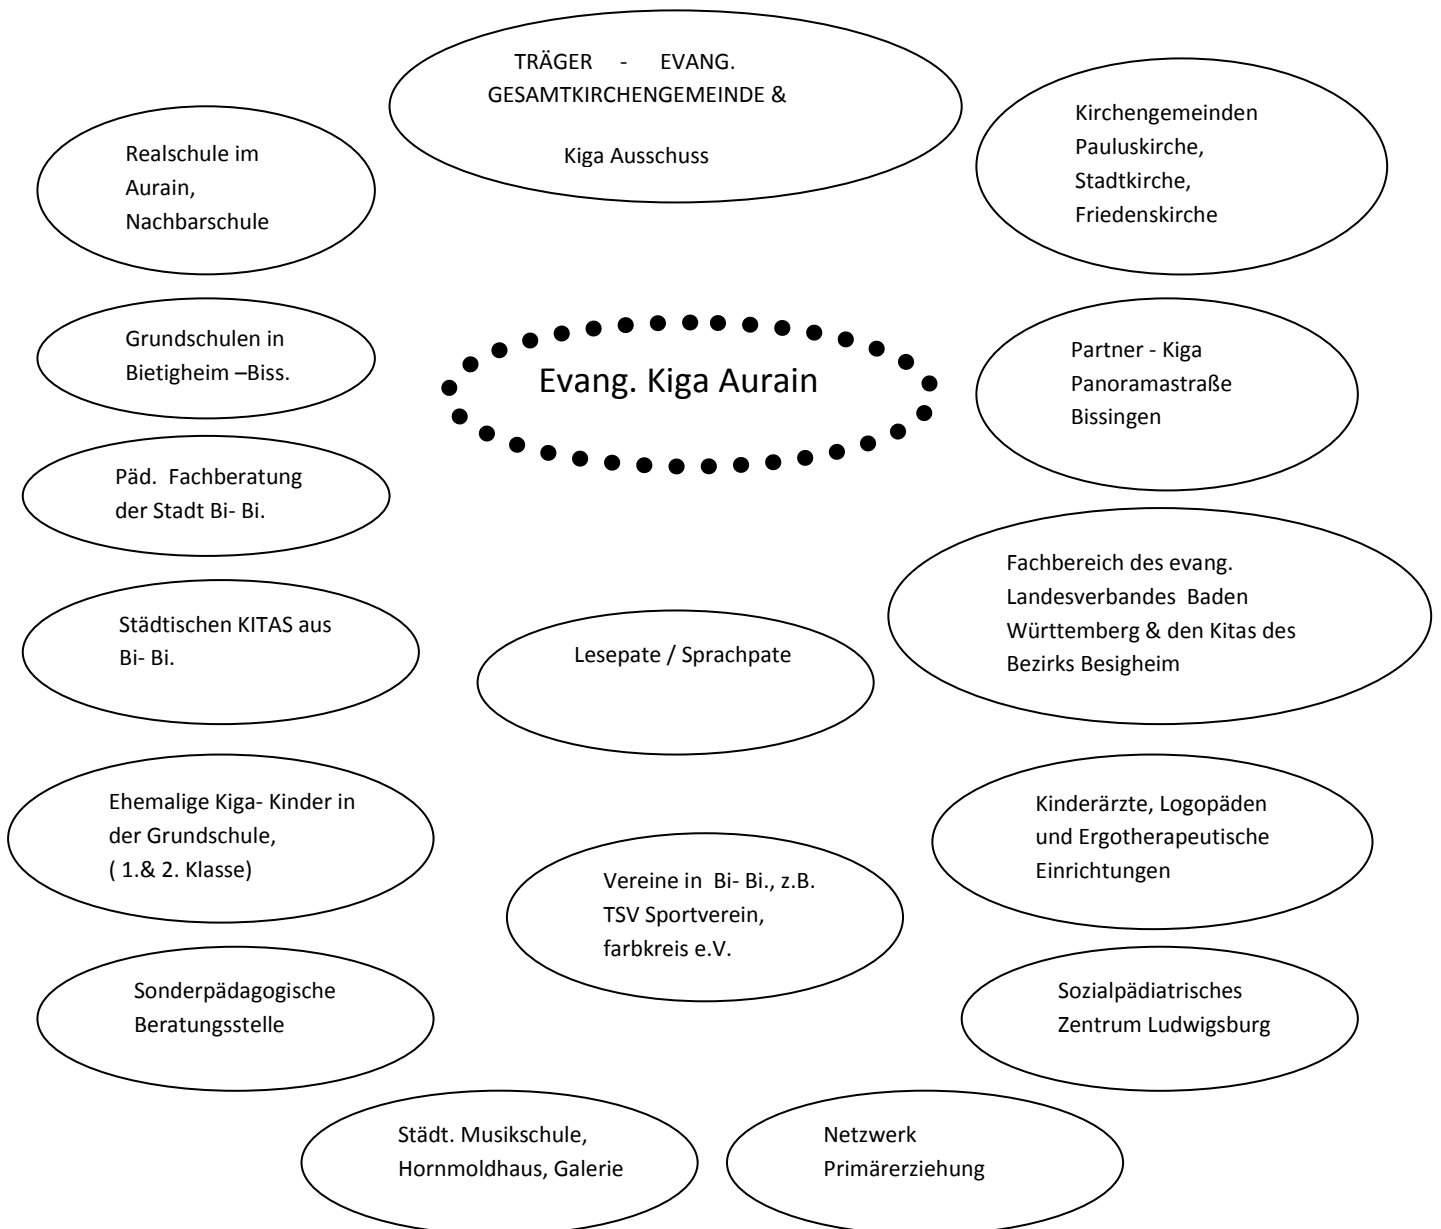 TRÄGER - EVANG.
GESAMTKIRCHENGEMEINDE &
Kiga Ausschuss
Kirchengemeinden
Pauluskirche,
Stadtkirche,
Friedenskirche
Realschule im
Aurain,
Nachbarschule
Grundschulen in
Bietigheim –Biss.
Evang. Kiga Aurain
Partner - Kiga
Panoramastraße
Bissingen
Päd. Fachberatung
der Stadt Bi- Bi.
Fachbereich des evang.
Landesverbandes Baden
Württemberg & den Kitas des
Bezirks Besigheim
Städtischen KITAS aus
Bi- Bi.
Lesepate / Sprachpate
Ehemalige Kiga- Kinder in
der Grundschule,
( 1.& 2. Klasse)
Kinderärzte, Logopäden
und Ergotherapeutische
Einrichtungen
Vereine in Bi- Bi., z.B.
TSV Sportverein,
farbkreis e.V.
Sonderpädagogische
Beratungsstelle
Sozialpädiatrisches
Zentrum Ludwigsburg
Städt. Musikschule,
Hornmoldhaus, Galerie
Netzwerk
Primärerziehung